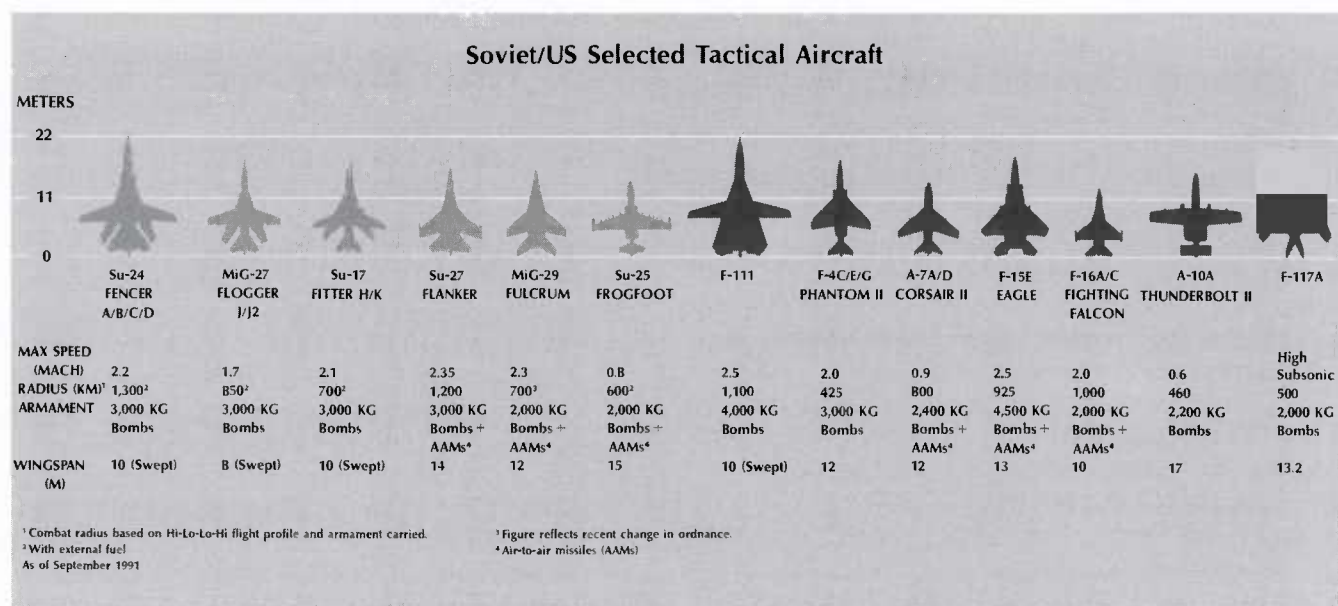 Soviet/US Selected Tactical Aircraft
METERS
22
11
0
Su-24 MiG-27 Su-17 Su-27 MiG-29 Su-25 F-111 F-4C/E/G A-7A/D F-15E F-16A/C A-10A F-117A
FENCER FLOGGER FITTER H/K FLANKER FULCRUM FROGFOOT PHANTOM II CORSAIR II EAGLE FIGHTING THUNDERBOLT II
A/B/C/D J/J2 FALCON
MAX SPEED High
(MACH) 2.2 1.7 2.1 2.35 2.3 0.8 2.5 2.0 0.9 2.5 2.0 0.6 Subsonic
RADIUS (KM)¹ 1,300² 850² 700² 1,200 700³ 600² 1,100 425 800 925 1,000 460 500
ARMAMENT 3,000 KG 3,000 KG 3,000 KG 3,000 KG 2,000 KG 2,000 KG 4,000 KG 3,000 KG 2,400 KG 4,500 KG 2,000 KG 2,200 KG 2,000 KG
Bombs Bombs Bombs Bombs + Bombs + Bombs + Bombs Bombs Bombs + Bombs + Bombs + Bombs Bombs
AAMs⁴ AAMs⁴ AAMs⁴ AAMs⁴ AAMs⁴ AAMs⁴
WINGSPAN 10 (Swept) 8 (Swept) 10 (Swept) 14 12 15 10 (Swept) 12 12 13 10 17 13.2
(M)
¹ Combat radius based on Hi-Lo-Lo-Hi flight profile and armament carried.
² With external fuel
As of September 1991
³ Figure reflects recent change in ordnance.
⁴ Air-to-air missiles (AAMs)